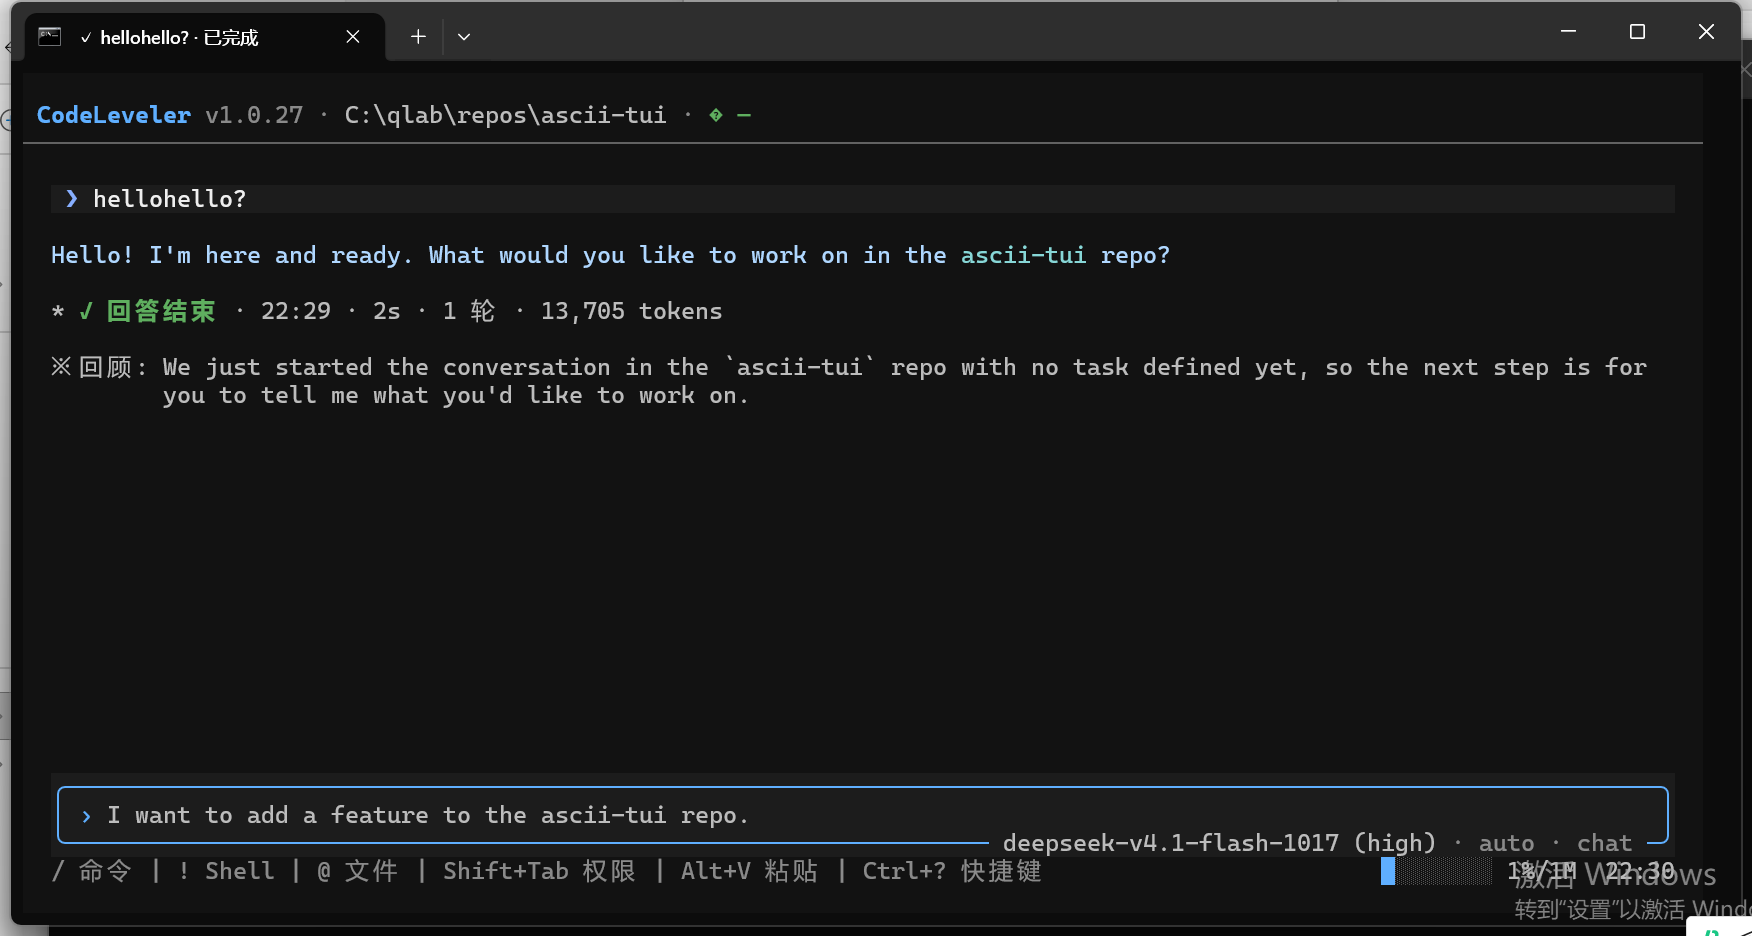 ✓ hellohello? · 已完成
CodeLeveler v1.0.27 · C:\qlab\repos\ascii-tui · � —
❯ hellohello?
Hello! I'm here and ready. What would you like to work on in the ascii-tui repo?
* ✓ 回答结束 · 22:29 · 2s · 1 轮 · 13,705 tokens
※ 回顾: We just started the conversation in the `ascii-tui` repo with no task defined yet, so the next step is for
you to tell me what you'd like to work on.
› I want to add a feature to the ascii-tui repo.
deepseek-v4.1-flash-1017 (high) · auto · chat
/ 命令 | ! Shell | @ 文件 | Shift+Tab 权限 | Alt+V 粘贴 | Ctrl+? 快捷键
1%/1M 22:30
激活 Windows
转到“设置”以激活